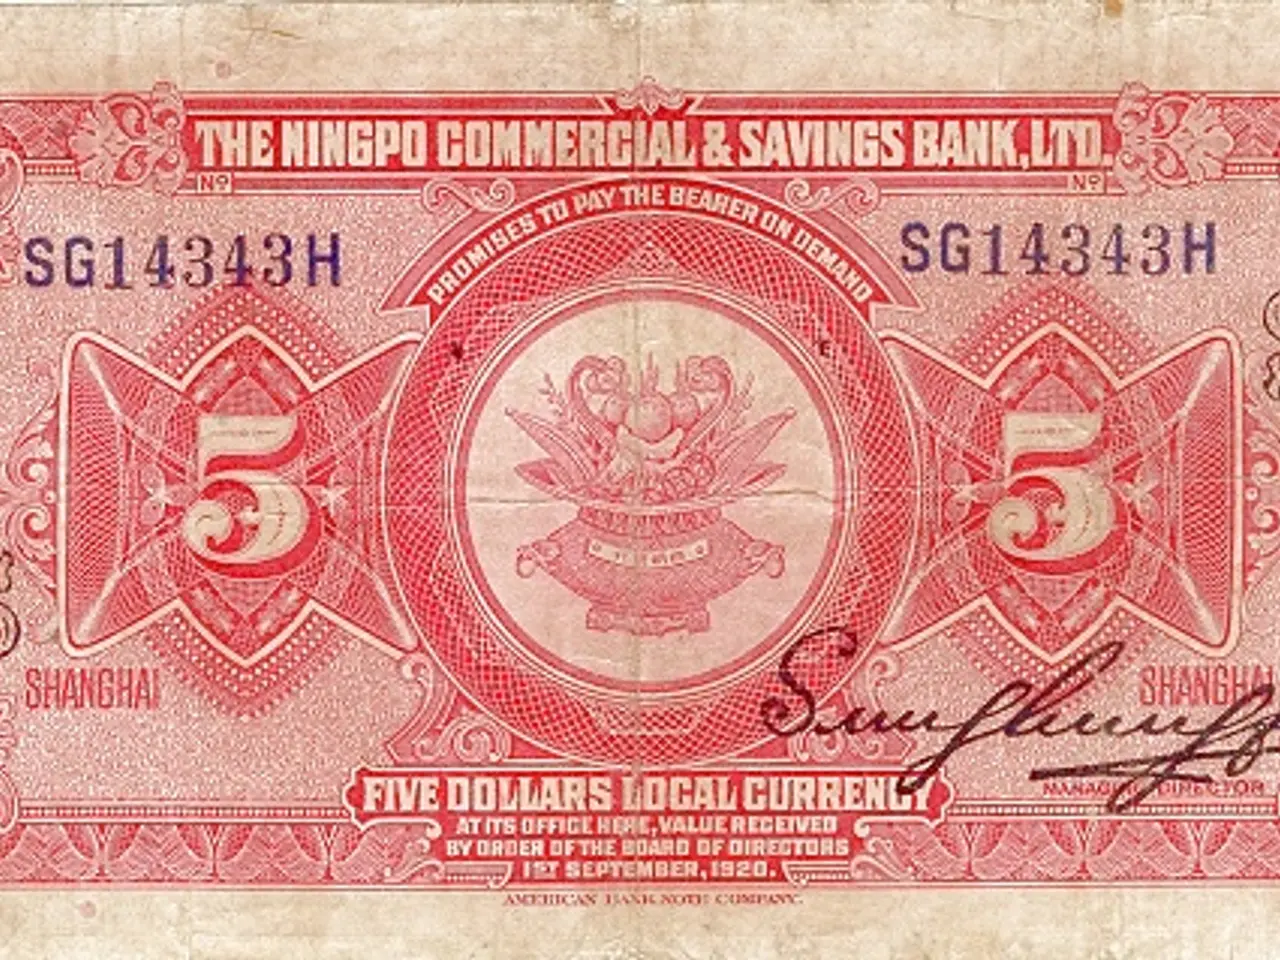 THE NINGPO COMMERCIAL & SAVINGS BANK, LTD.
Nº Nº
PROMISES TO PAY THE BEARER ON DEMAND
SG14343H SG14343H
5 5
SHANGHAI SHANGHAI
FIVE DOLLARS LOCAL CURRENCY
MANAGING DIRECTOR
AT ITS OFFICE HERE, VALUE RECEIVED
BY ORDER OF THE BOARD OF DIRECTORS
1ST SEPTEMBER, 1920.
AMERICAN BANK NOTE COMPANY.